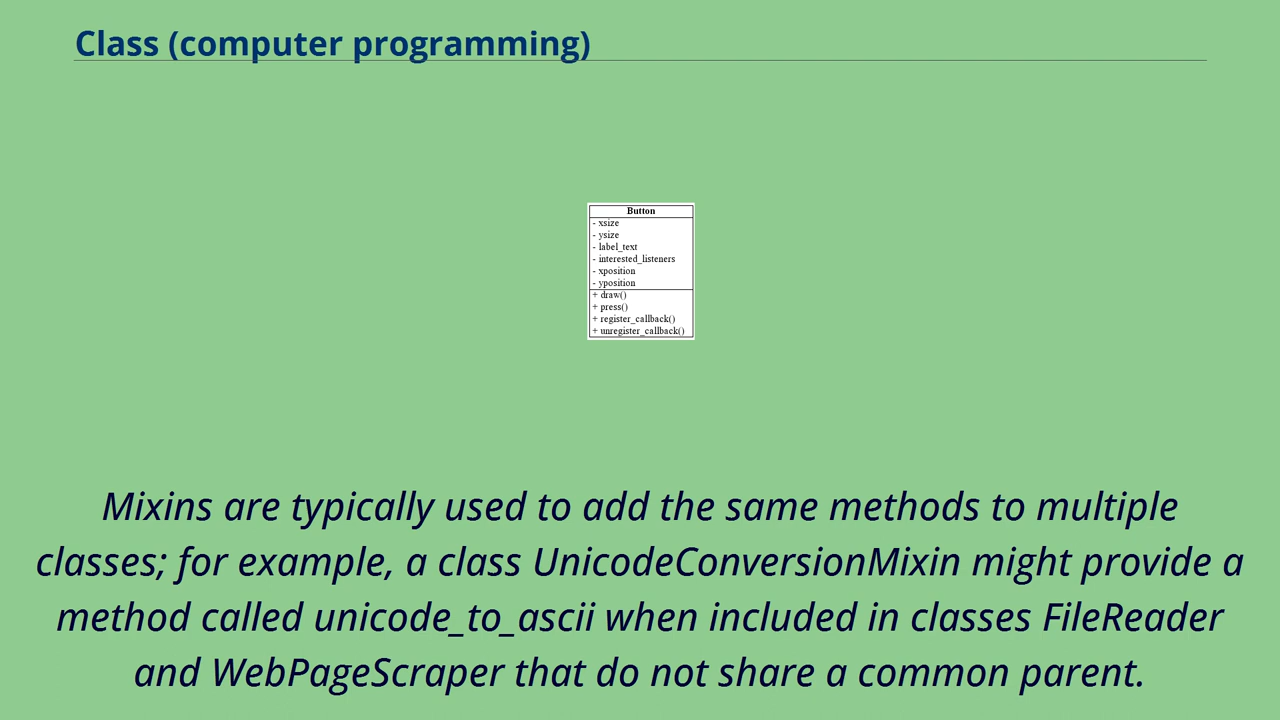 Class (computer programming)
Button
- xsize
- ysize
- label_text
- interested_listeners
- xposition
- yposition
+ draw()
+ press()
+ register_callback()
+ unregister_callback()
Mixins are typically used to add the same methods to multiple
classes; for example, a class UnicodeConversionMixin might provide a
method called unicode_to_ascii when included in classes FileReader
and WebPageScraper that do not share a common parent.